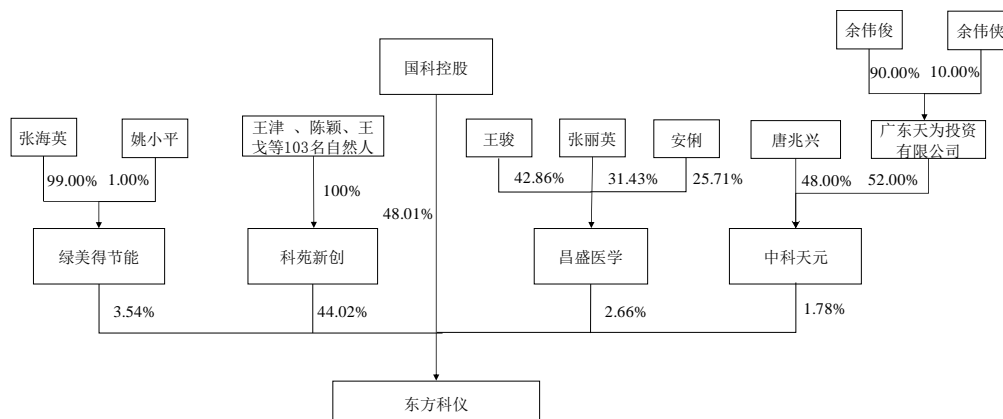 余伟俊
余伟侠
国科控股
90.00%
10.00%
张海英
姚小平
王津 、陈颖、王
戈等103名自然人
王骏
张丽英
安俐
唐兆兴
广东天为投资
有限公司
99.00%
1.00%
100%
42.86%
31.43%
25.71%
48.00%
52.00%
48.01%
绿美得节能
科苑新创
昌盛医学
中科天元
3.54%
44.02%
2.66%
1.78%
东方科仪